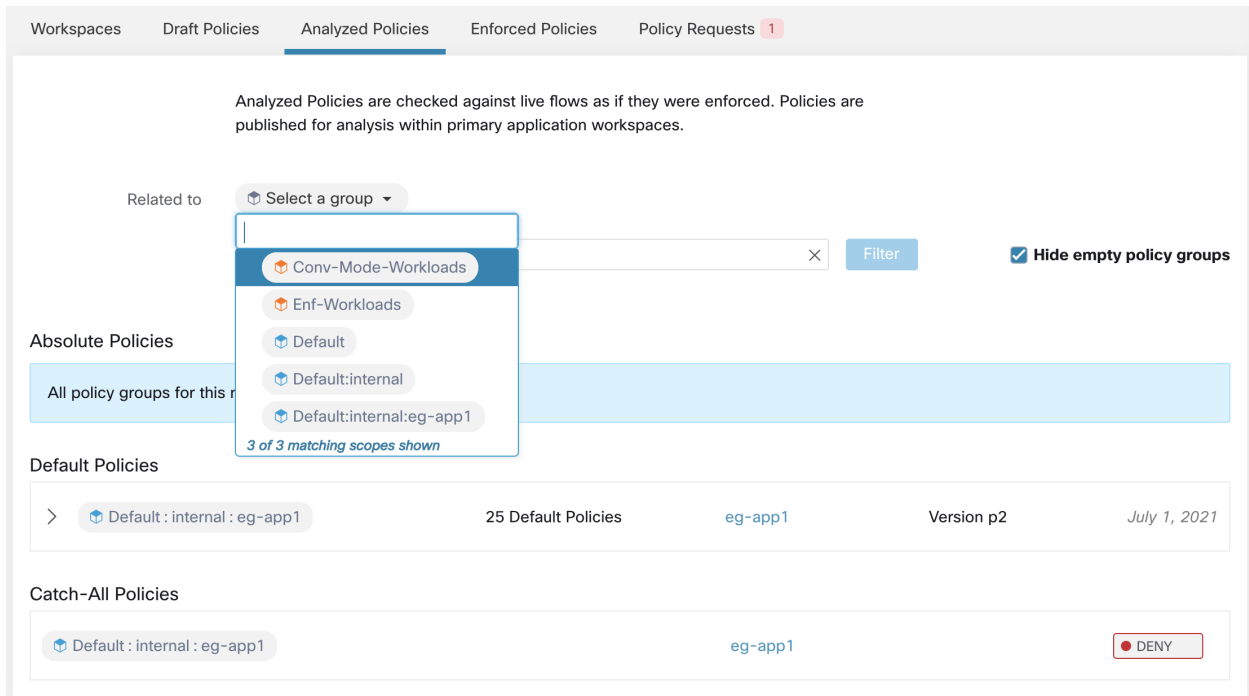 Workspaces Draft Policies Analyzed Policies Enforced Policies Policy Requests 1
Analyzed Policies are checked against live flows as if they were enforced. Policies are
published for analysis within primary application workspaces.
Related to Select a group
Filter Hide empty policy groups
Conv-Mode-Workloads
Enf-Workloads
Default
Default:internal
Default:internal:eg-app1
3 of 3 matching scopes shown
Absolute Policies
All policy groups for this
Default Policies
Default : internal : eg-app1 25 Default Policies eg-app1 Version p2 July 1, 2021
Catch-All Policies
Default : internal : eg-app1 eg-app1 DENY